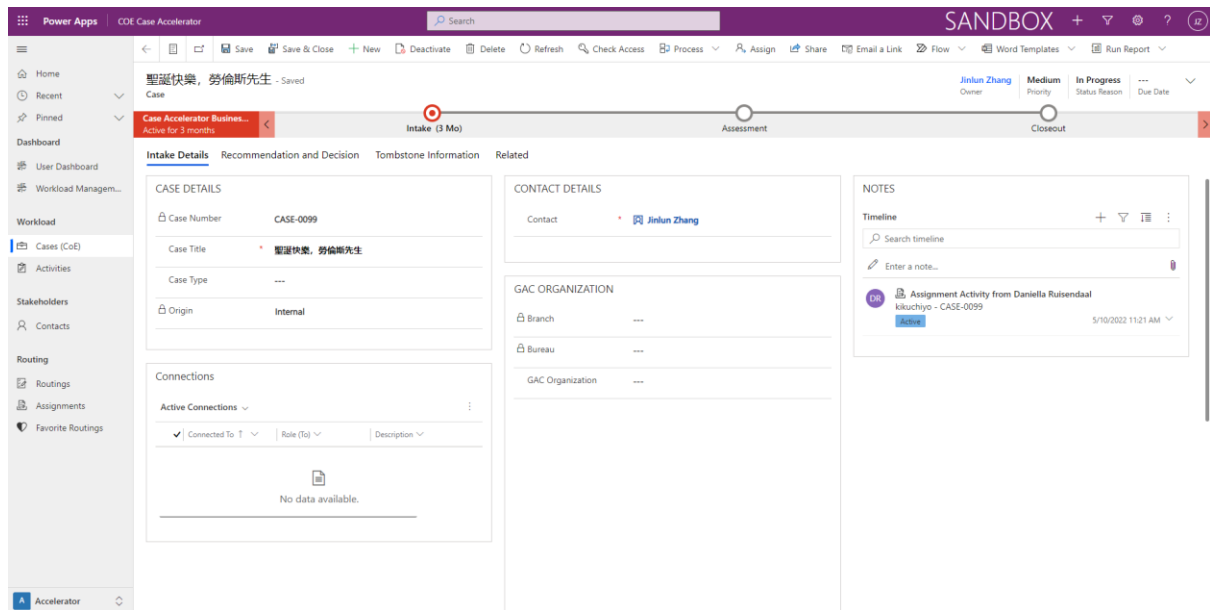 Power Apps
COE Case Accelerator
Search
SANDBOX
JZ
Save
Save & Close
New
Deactivate
Delete
Refresh
Check Access
Process
Assign
Share
Email a Link
Flow
Word Templates
Run Report
Home
Recent
Pinned
Dashboard
User Dashboard
Workload Managem...
Workload
Cases (CoE)
Activities
Stakeholders
Contacts
Routing
Routings
Assignments
Favorite Routings
A Accelerator
聖誕快樂，勞倫斯先生 - Saved
Case
Jinlun Zhang
Owner
Medium
Priority
In Progress
Status Reason
---
Due Date
Case Accelerator Busines...
Active for 3 months
Intake (3 Mo)
Assessment
Closeout
Intake Details
Recommendation and Decision
Tombstone Information
Related
CASE DETAILS
Case Number CASE-0099
Case Title * 聖誕快樂，勞倫斯先生
Case Type ---
Origin Internal
Connections
Active Connections
Connected To ↑ Role (To) Description
No data available.
CONTACT DETAILS
Contact * Jinlun Zhang
GAC ORGANIZATION
Branch ---
Bureau ---
GAC Organization ---
NOTES
Timeline
Search timeline
Enter a note...
DR
Assignment Activity from Daniella Ruisendaal
kikuchiyo - CASE-0099
Active
5/10/2022 11:21 AM